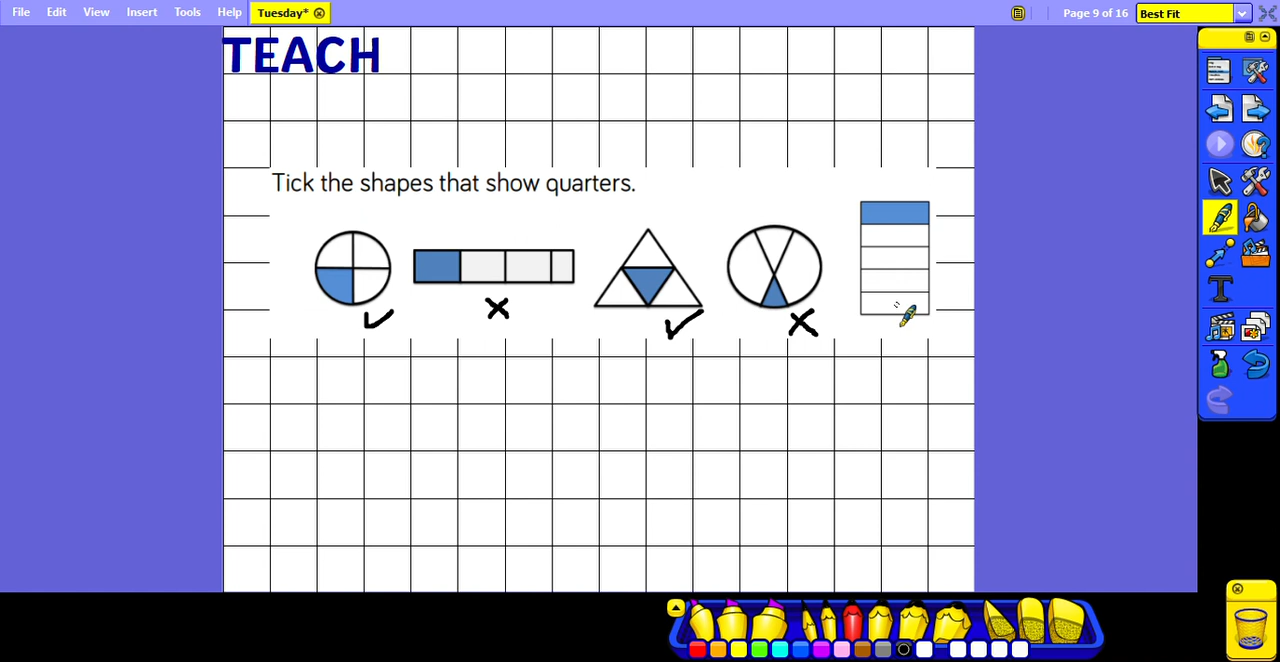 File Edit View Insert Tools Help Tuesday* Page 9 of 16 Best Fit
TEACH
Tick the shapes that show quarters.
T